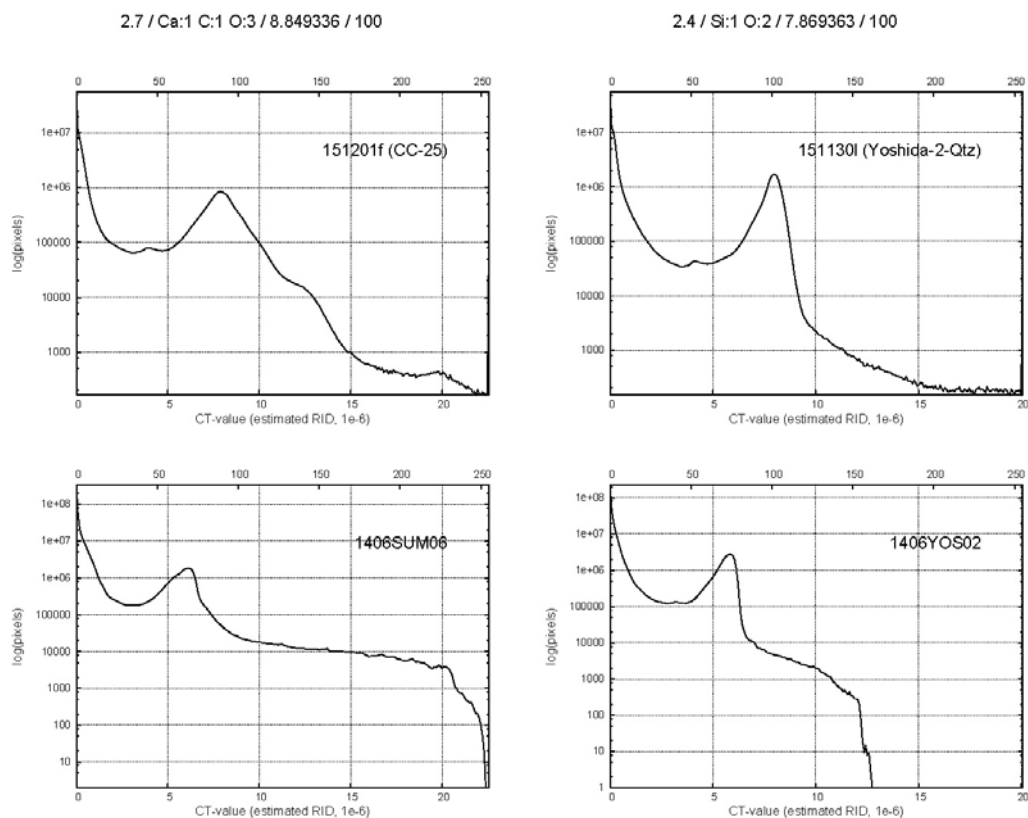 2.7 / Ca:1 C:1 O:3 / 8.849336 / 100
0 50 100 150 200 250
1e+07
1e+06
100000
10000
1000
log(pixels)
151201f (CC-25)
0 5 10 15 20
CT-value (estimated RID, 1e-6)
2.4 / Si:1 O:2 / 7.869363 / 100
0 50 100 150 200 250
1e+07
1e+06
100000
10000
1000
log(pixels)
151130l (Yoshida-2-Qtz)
0 5 10 15 20
CT-value (estimated RID, 1e-6)
0 50 100 150 200 250
1e+08
1e+07
1e+06
100000
10000
1000
100
10
log(pixels)
1406SUM06
0 5 10 15 20
CT-value (estimated RID, 1e-6)
0 50 100 150 200 250
1e+08
1e+07
1e+06
100000
10000
1000
100
10
1
log(pixels)
1406YOS02
0 5 10 15 20
CT-value (estimated RID, 1e-6)